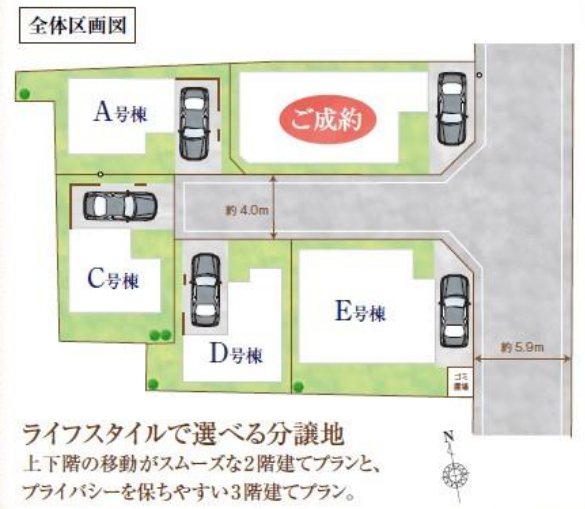 全体区画図
A号棟
ご成約
約4.0m
C号棟
D号棟
E号棟
約5.9m
ゴミ
置場
ライフスタイルで選べる分譲地
上下階の移動がスムーズな2階建てプランと、
プライバシーを保ちやすい3階建てプラン。
N